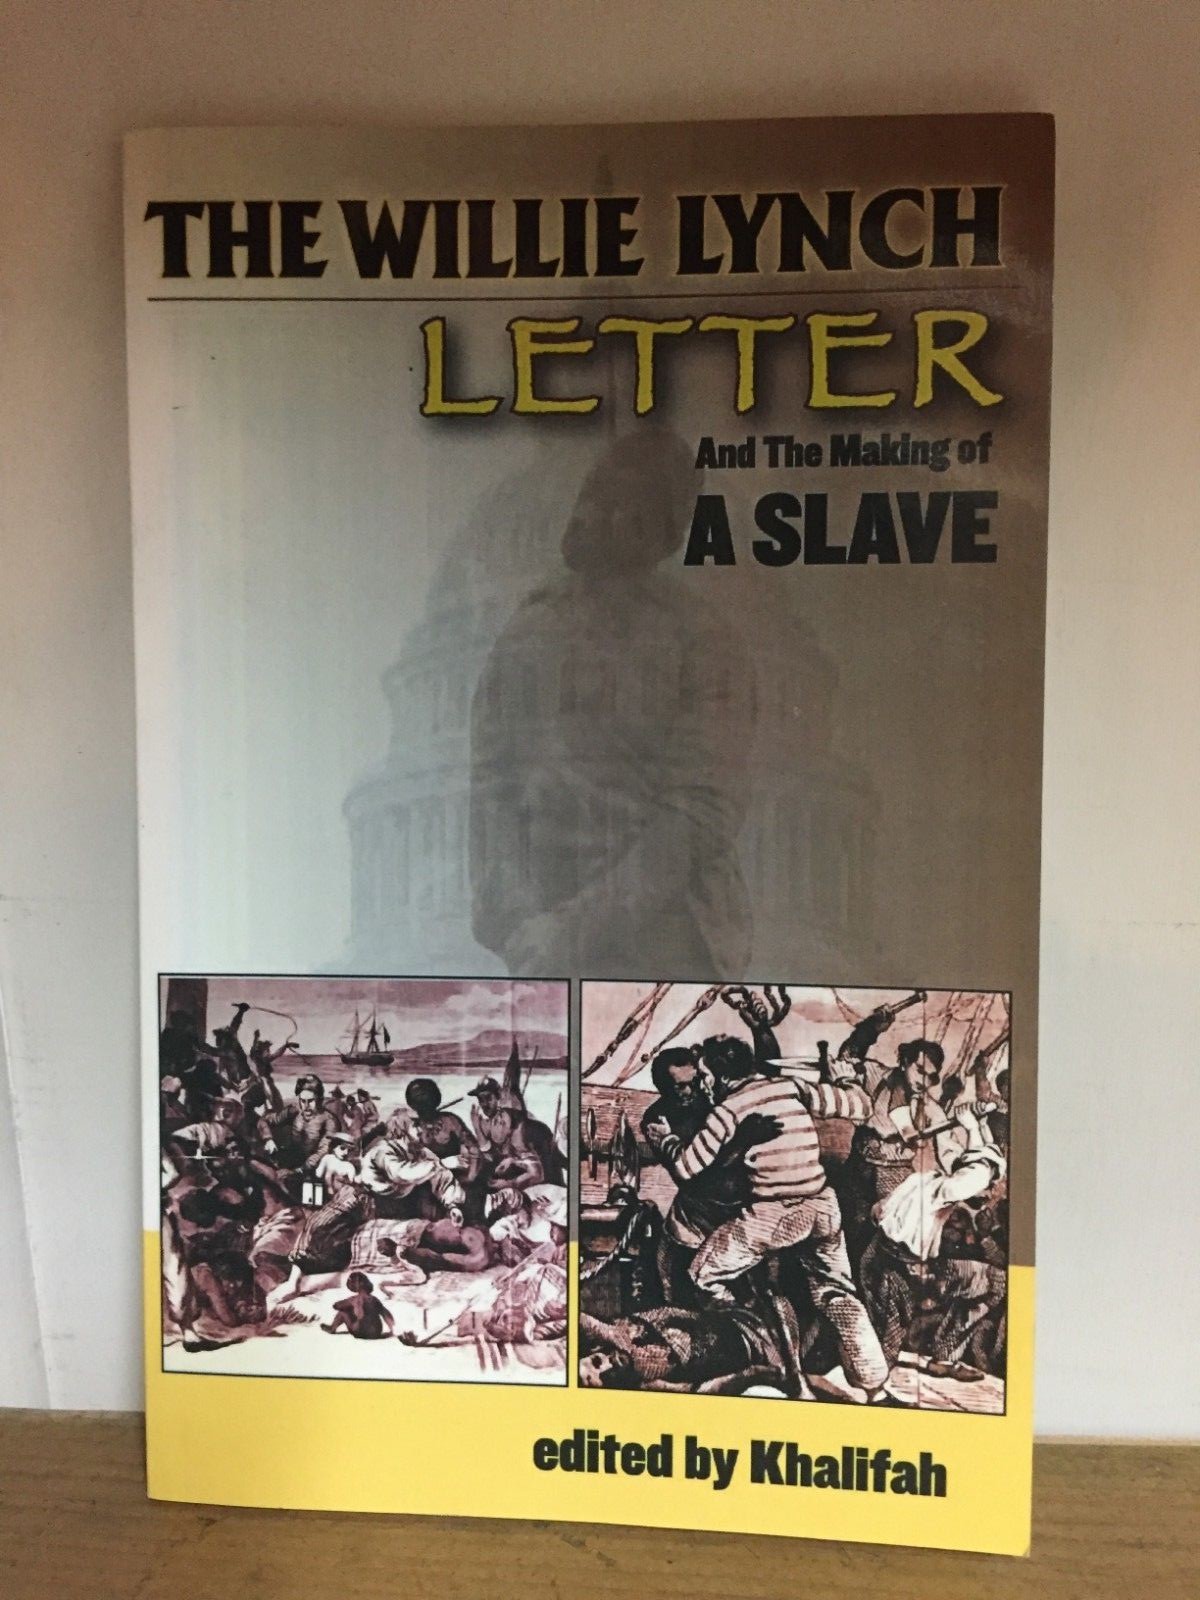 THE WILLIE LYNCH
LETTER
And The Making of
A SLAVE
edited by Khalifah